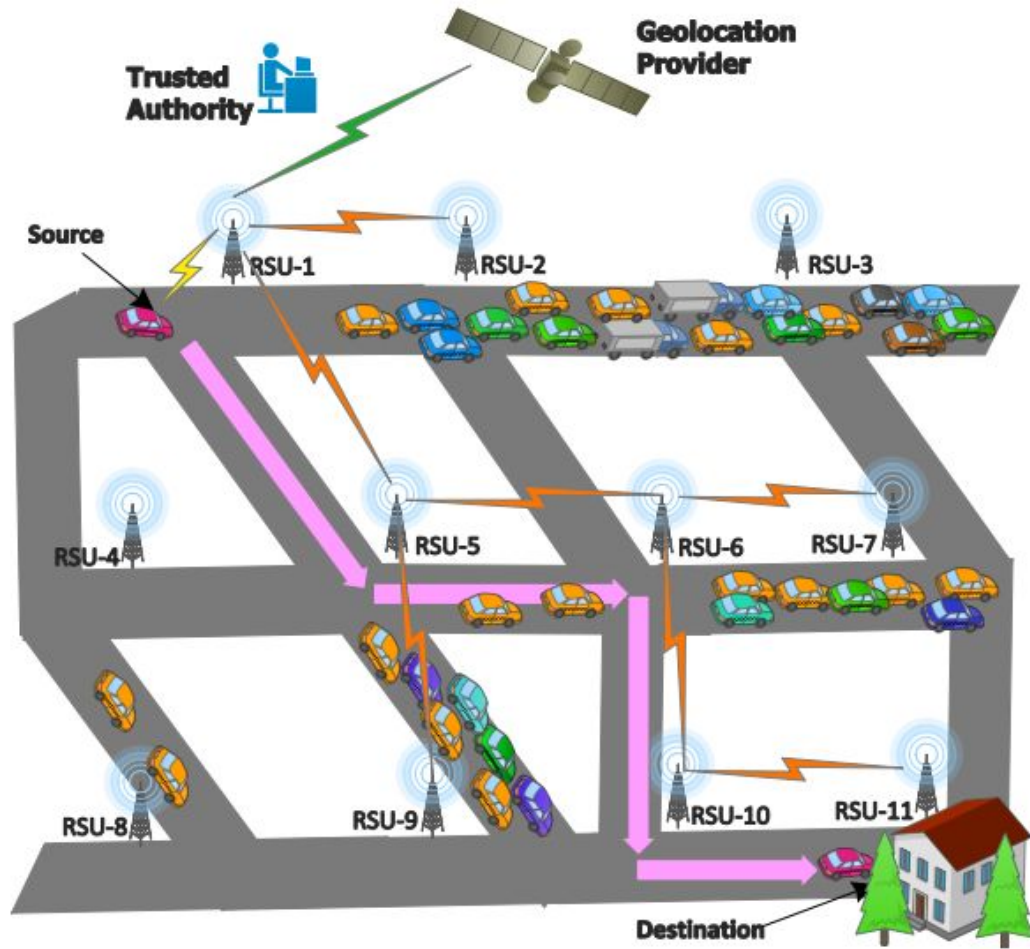 Geolocation
Provider
Trusted
Authority
Source
RSU-1
RSU-2
RSU-3
RSU-4
RSU-5
RSU-6
RSU-7
RSU-8
RSU-9
RSU-10
RSU-11
Destination